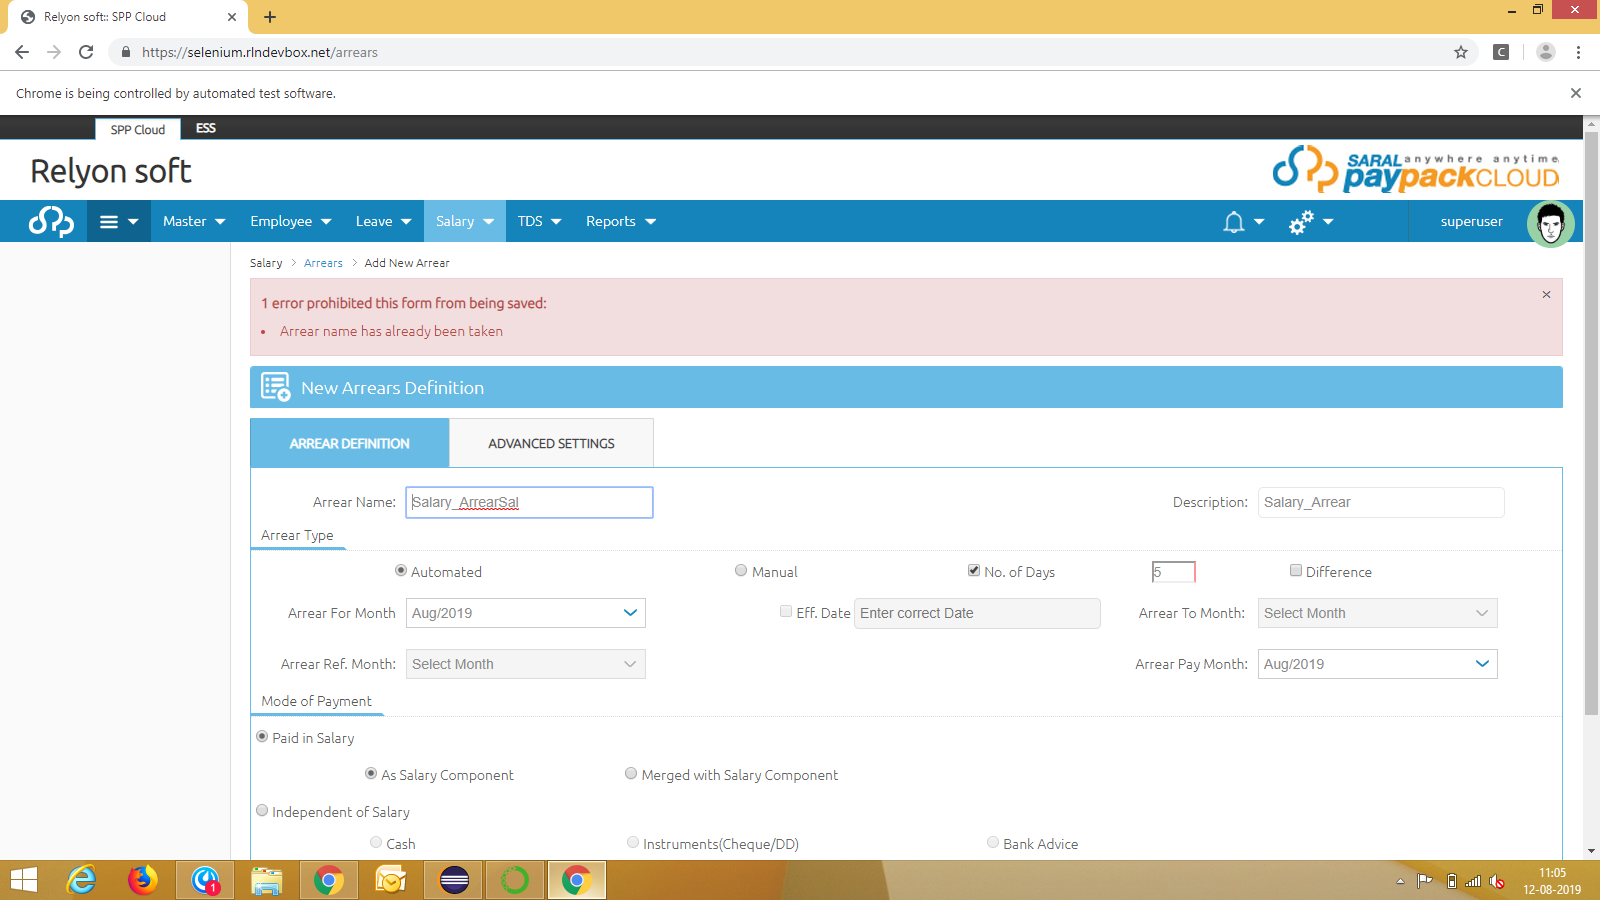 Relyon soft:: SPP Cloud
https://selenium.rlndevbox.net/arrears
C
Chrome is being controlled by automated test software.
SPP Cloud ESS
Relyon soft
SARAL anywhere anytime
paypackCLOUD
Master Employee Leave Salary TDS Reports superuser
Salary > Arrears > Add New Arrear
1 error prohibited this form from being saved:
• Arrear name has already been taken
New Arrears Definition
ARREAR DEFINITION ADVANCED SETTINGS
Arrear Name: Salary_ArrearSal Description: Salary_Arrear
Arrear Type
Automated Manual No. of Days 5 Difference
Arrear For Month Aug/2019 Eff. Date Enter correct Date Arrear To Month: Select Month
Arrear Ref. Month: Select Month Arrear Pay Month: Aug/2019
Mode of Payment
Paid in Salary
As Salary Component Merged with Salary Component
Independent of Salary
Cash Instruments(Cheque/DD) Bank Advice
1
11:05
12-08-2019